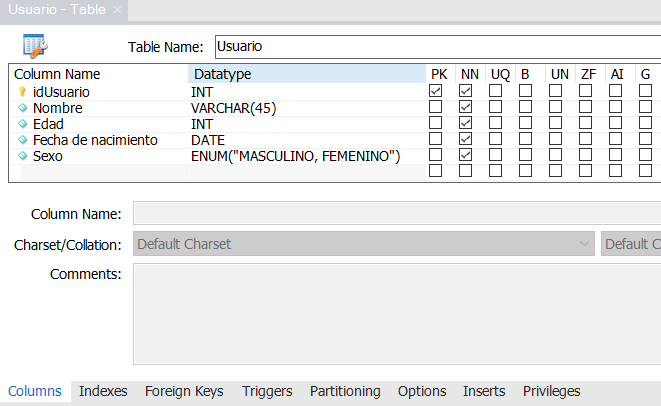 Usuario - Table ×
Table Name: Usuario
Column Name Datatype PK NN UQ B UN ZF AI G
idUsuario INT
Nombre VARCHAR(45)
Edad INT
Fecha de nacimiento DATE
Sexo ENUM("MASCULINO, FEMENINO")
Column Name:
Charset/Collation: Default Charset Default C
Comments:
Columns Indexes Foreign Keys Triggers Partitioning Options Inserts Privileges